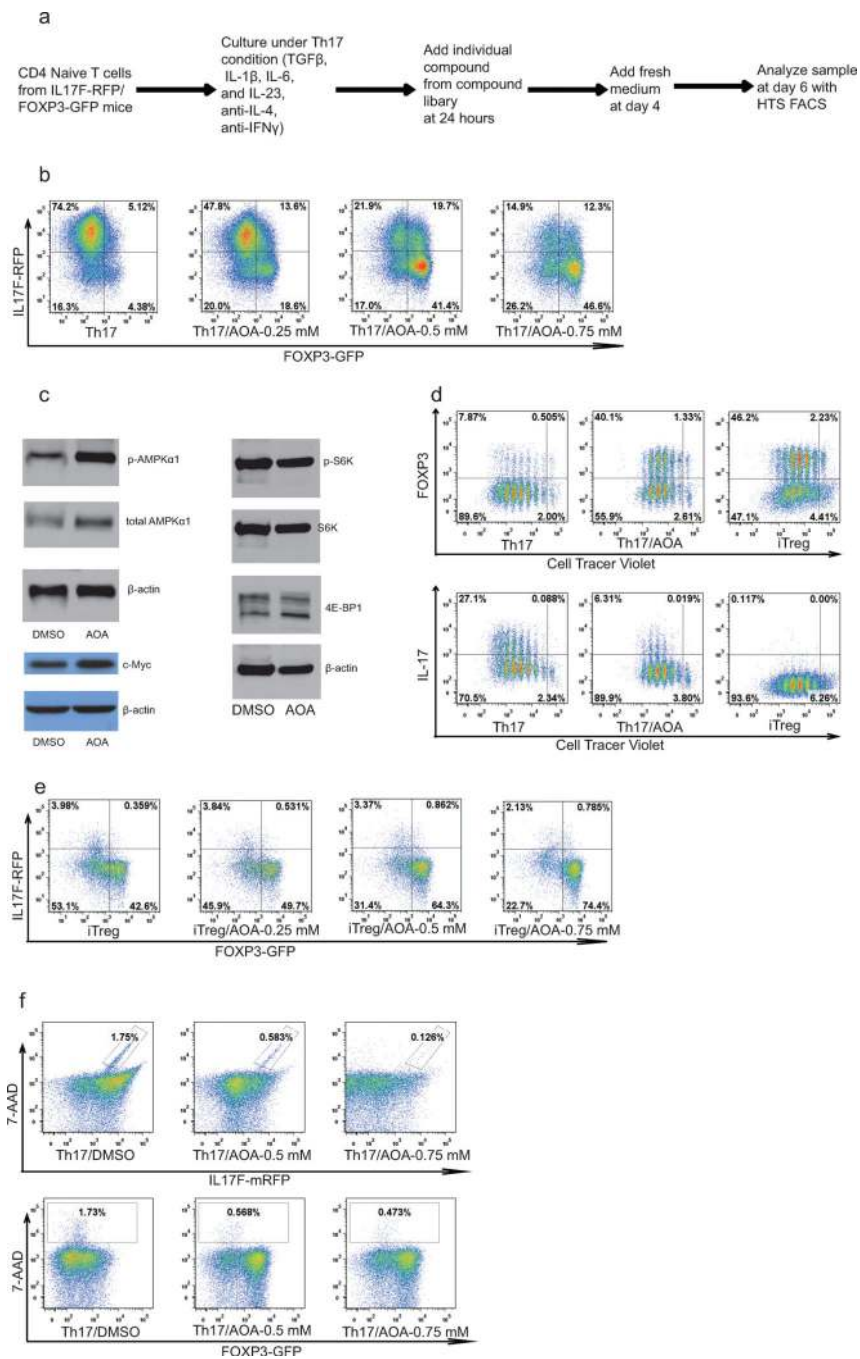 a
CD4 Naive T cells
from IL17F-RFP/
FOXP3-GFP mice
Culture under Th17
condition (TGFβ,
IL-1β, IL-6,
and IL-23,
anti-IL-4,
anti-IFNγ)
Add individual
compound
from compound
libary
at 24 hours
Add fresh
medium
at day 4
Analyze sample
at day 6 with
HTS FACS
b
IL17F-RFP
74.2% 5.12%
16.3% 4.38%
Th17
47.8% 13.6%
20.0% 18.6%
Th17/AOA-0.25 mM
21.9% 19.7%
17.0% 41.4%
Th17/AOA-0.5 mM
14.9% 12.3%
26.2% 46.6%
Th17/AOA-0.75 mM
FOXP3-GFP
c
p-AMPKα1
total AMPKα1
β-actin
DMSO AOA
c-Myc
β-actin
DMSO AOA
p-S6K
S6K
4E-BP1
β-actin
DMSO AOA
d
FOXP3
7.87% 0.505%
89.6% 2.00%
Th17
40.1% 1.33%
55.9% 2.61%
Th17/AOA
46.2% 2.23%
47.1% 4.41%
iTreg
Cell Tracer Violet
IL-17
27.1% 0.088%
70.5% 2.34%
Th17
6.31% 0.019%
89.9% 3.80%
Th17/AOA
0.117% 0.00%
93.6% 6.26%
iTreg
Cell Tracer Violet
e
IL17F-RFP
3.98% 0.359%
53.1% 42.6%
iTreg
3.84% 0.531%
45.9% 49.7%
iTreg/AOA-0.25 mM
3.37% 0.862%
31.4% 64.3%
iTreg/AOA-0.5 mM
2.13% 0.785%
22.7% 74.4%
iTreg/AOA-0.75 mM
FOXP3-GFP
f
7-AAD
1.75%
Th17/DMSO
0.583%
Th17/AOA-0.5 mM
0.126%
Th17/AOA-0.75 mM
IL17F-mRFP
7-AAD
1.73%
Th17/DMSO
0.568%
Th17/AOA-0.5 mM
0.473%
Th17/AOA-0.75 mM
FOXP3-GFP